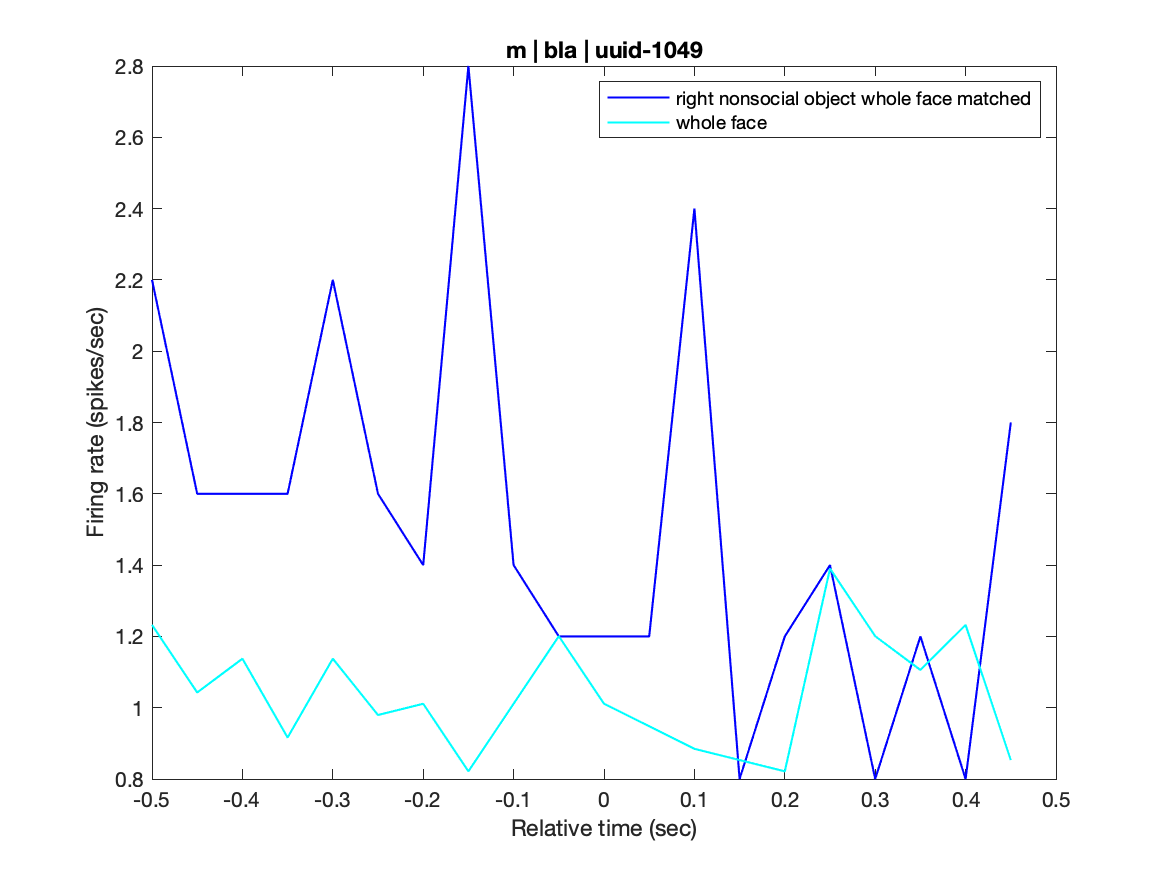 m | bla | uuid-1049
right nonsocial object whole face matched
whole face
Firing rate (spikes/sec)
2.8
2.6
2.4
2.2
2
1.8
1.6
1.4
1.2
1
0.8
-0.5 -0.4 -0.3 -0.2 -0.1 0 0.1 0.2 0.3 0.4 0.5
Relative time (sec)